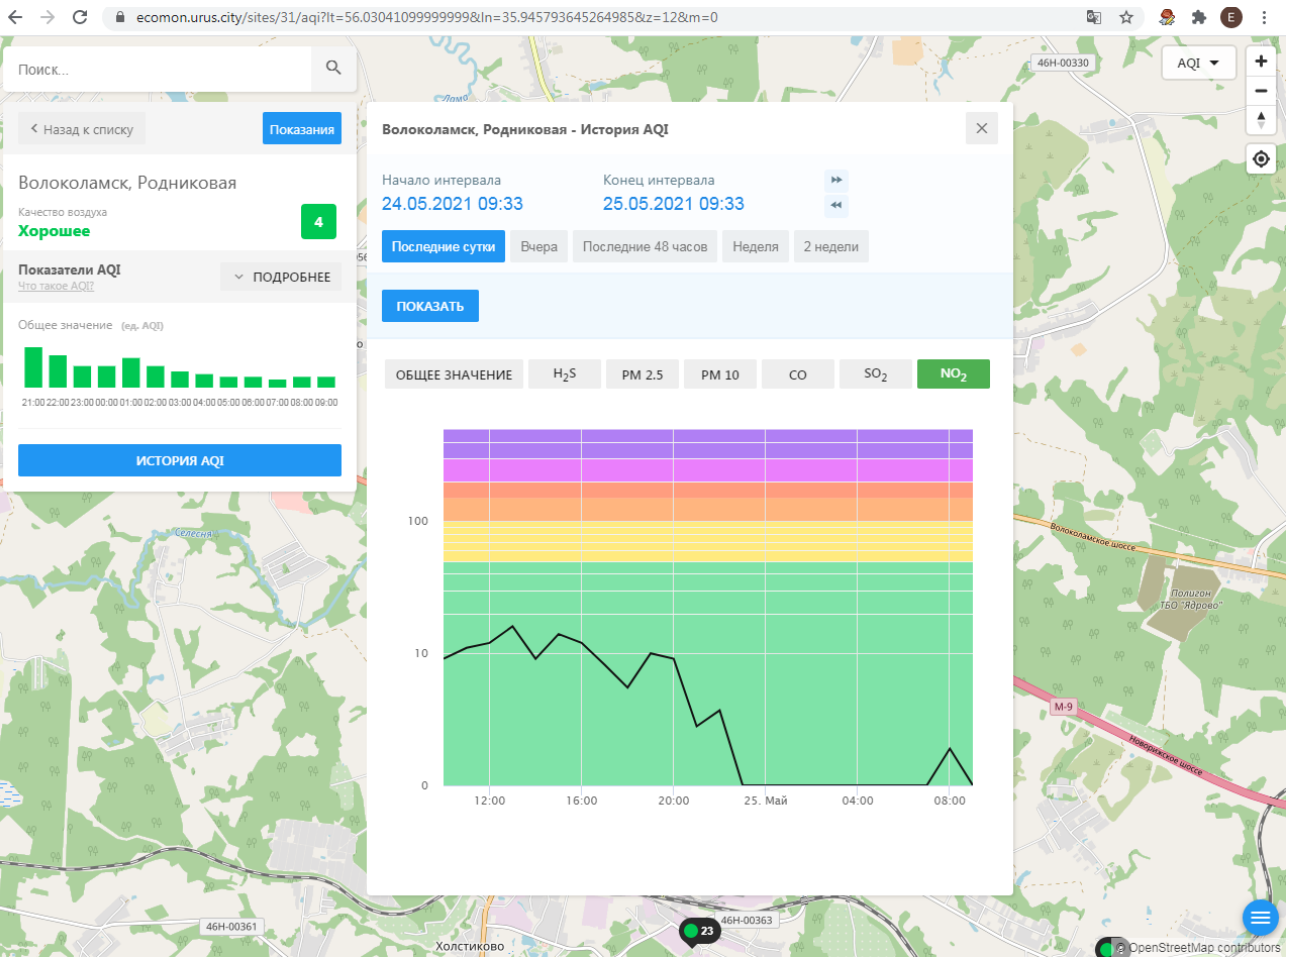 ecomon.urus.city/sites/31/aqi?lt=56.03041099999999&ln=35.945793645264985&z=12&m=0
E
Поиск...
46Н-00330
AQI
Лама
Назад к списку
Показания
Волоколамск, Родниковая - История AQI
Волоколамск, Родниковая
Качество воздуха
Хорошее
4
Начало интервала
Конец интервала
24.05.2021 09:33
25.05.2021 09:33
Последние сутки
Вчера
Последние 48 часов
Неделя
2 недели
Показатели AQI
Что такое AQI?
ПОДРОБНЕЕ
ПОКАЗАТЬ
Общее значение (ед. AQI)
21:00 22:00 23:00 00:00 01:00 02:00 03:00 04:00 05:00 06:00 07:00 08:00 09:00
ИСТОРИЯ AQI
ОБЩЕЕ ЗНАЧЕНИЕ
H2S
PM 2.5
PM 10
CO
SO2
NO2
100
10
0
12:00
16:00
20:00
25. Май
04:00
08:00
Селесня
Волоколамское шоссе
Полигон
ТБО "Ядрово"
М-9
Новорижское шоссе
46Н-00361
Холстиково
23
46Н-00363
© OpenStreetMap contributors